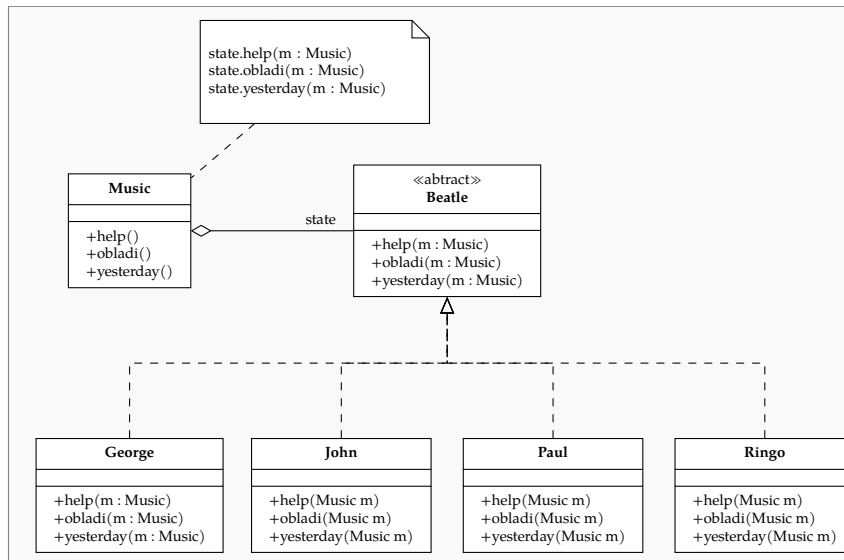 state.help(m : Music)
state.obladi(m : Music)
state.yesterday(m : Music)
Music
+help()
+obladi()
+yesterday()
state
≪abtract≫
Beatle
+help(m : Music)
+obladi(m : Music)
+yesterday(m : Music)
George
+help(m : Music)
+obladi(m : Music)
+yesterday(m : Music)
John
+help(Music m)
+obladi(Music m)
+yesterday(Music m)
Paul
+help(Music m)
+obladi(Music m)
+yesterday(Music m)
Ringo
+help(Music m)
+obladi(Music m)
+yesterday(Music m)